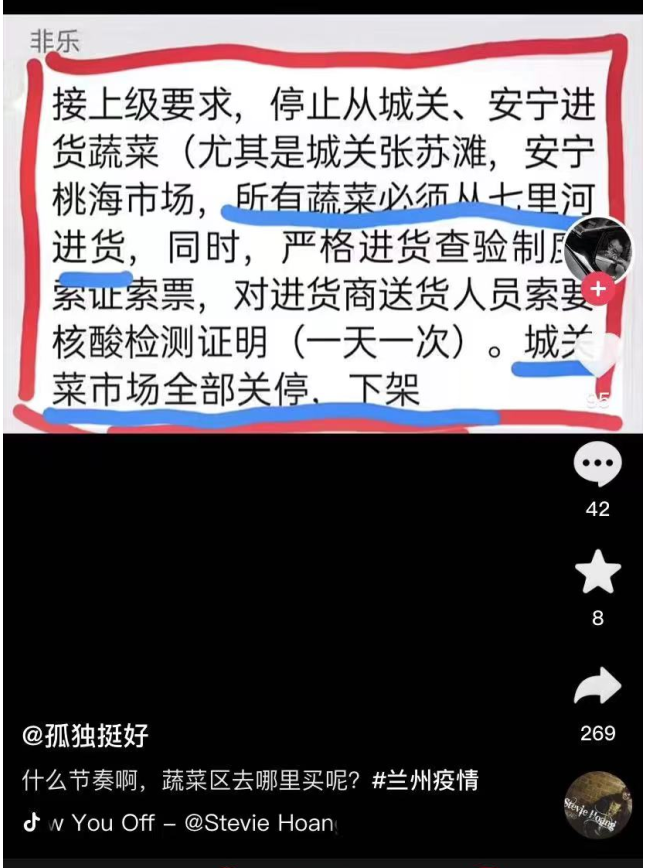 非乐
接上级要求，停止从城关、安宁进
货蔬菜（尤其是城关张苏滩，安宁
桃海市场，所有蔬菜必须从七里河
进货，同时，严格进货查验制度
索证索票，对进货商送货人员索要
核酸检测证明（一天一次）。城关
菜市场全部关停，下架
95
42
8
269
@孤独挺好
什么节奏啊，蔬菜区去哪里买呢？#兰州疫情
w You Off - @Stevie Hoan
Stevie Hoang